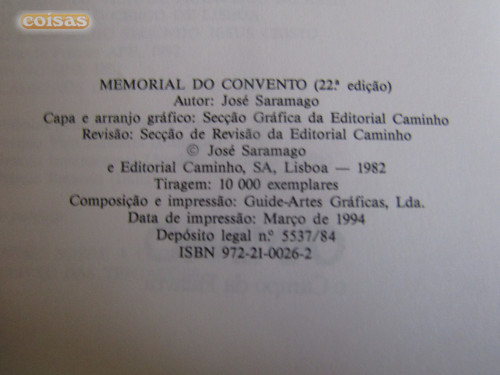 coisas
MEMORIAL DO CONVENTO (22.ª edição)
Autor: José Saramago
Capa e arranjo gráfico: Secção Gráfica da Editorial Caminho
Revisão: Secção de Revisão da Editorial Caminho
© José Saramago
e Editorial Caminho, SA, Lisboa — 1982
Tiragem: 10 000 exemplares
Composição e impressão: Guide-Artes Gráficas, Lda.
Data de impressão: Março de 1994
Depósito legal n.º 5537/84
ISBN 972-21-0026-2